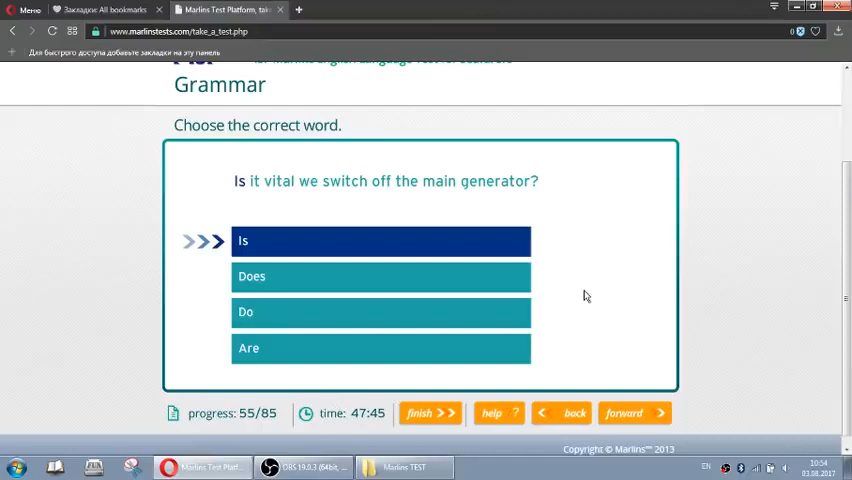 Меню
Закладки: All bookmarks
Marlins Test Platform, take
www.marlinstests.com/take_a_test.php
0
Для быстрого доступа добавьте закладки на эту панель
Grammar
Choose the correct word.
Is it vital we switch off the main generator?
Is
Does
Do
Are
progress: 55/85
time: 47:45
finish
help ?
back
forward
Copyright © Marlins™ 2013
Marlins Test Platf...
OBS 19.0.3 (64bit, ...
Marlins TEST
EN
10:54
03.08.2017